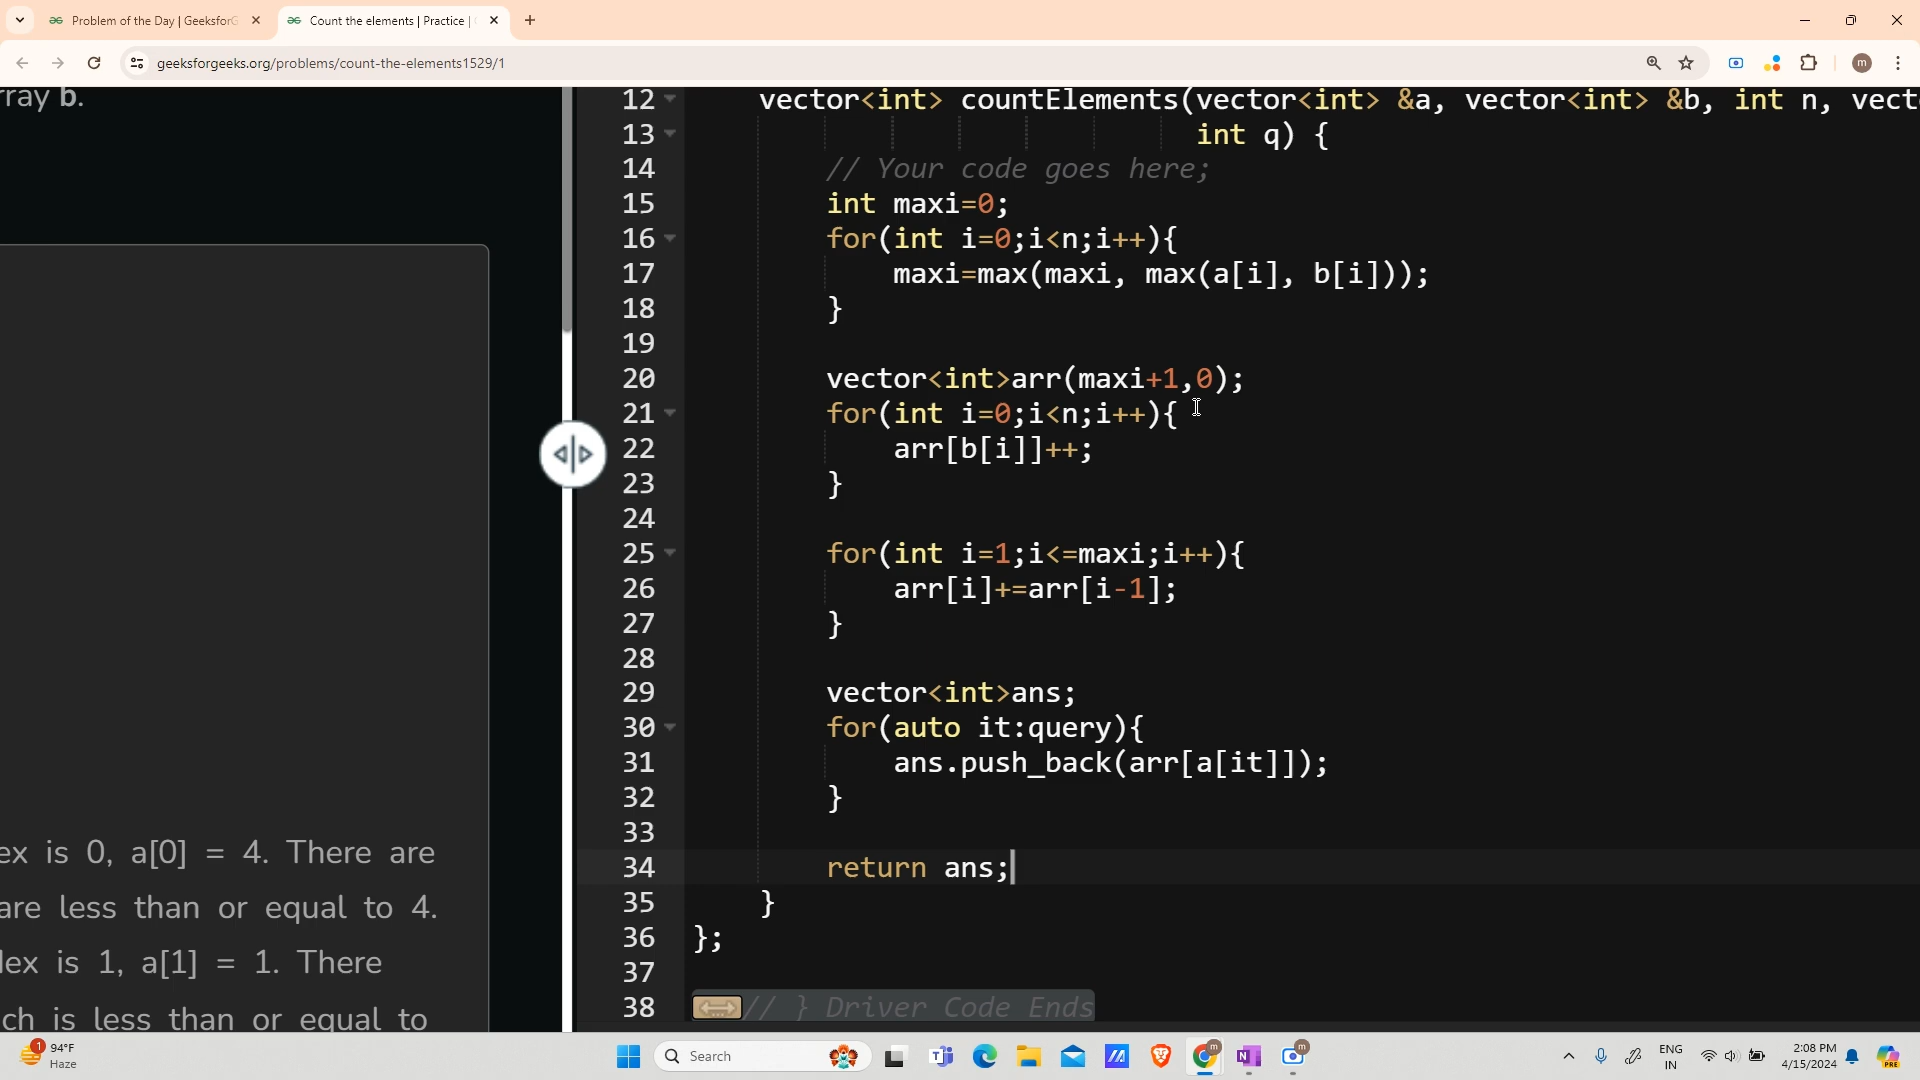 Problem of the Day | GeeksforG
Count the elements | Practice |
geeksforgeeks.org/problems/count-the-elements1529/1
m
rray b.
ex is 0, a[0] = 4. There are
are less than or equal to 4.
dex is 1, a[1] = 1. There
ch is less than or equal to
12 vector<int> countElements(vector<int> &a, vector<int> &b, int n, vect
13 int q) {
14 // Your code goes here;
15 int maxi=0;
16 for(int i=0;i<n;i++){
17 maxi=max(maxi, max(a[i], b[i]));
18 }
19
20 vector<int>arr(maxi+1,0);
21 for(int i=0;i<n;i++){
22 arr[b[i]]++;
23 }
24
25 for(int i=1;i<=maxi;i++){
26 arr[i]+=arr[i-1];
27 }
28
29 vector<int>ans;
30 for(auto it:query){
31 ans.push_back(arr[a[it]]);
32 }
33
34 return ans;
35 }
36 };
37
38 // } Driver Code Ends
1
94°F
Haze
Search
m
m
ENG
IN
2:08 PM
4/15/2024
PRE